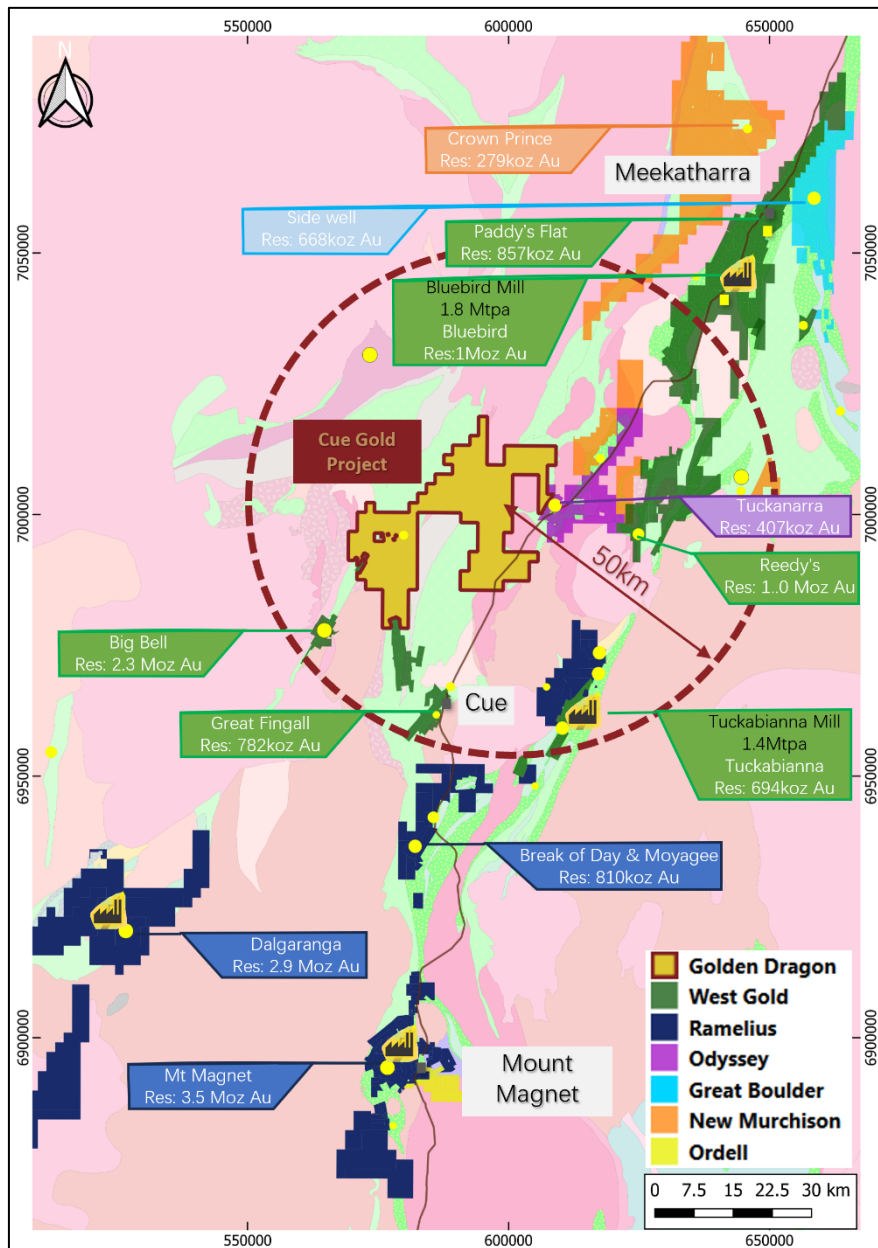 550000
600000
650000
N
Crown Prince
Res: 279koz Au
Meekatharra
Side well
Res: 668koz Au
Paddy's Flat
Res: 857koz Au
7050000
7050000
Bluebird Mill
1.8 Mtpa
Bluebird
Res:1Moz Au
Cue Gold
Project
7000000
7000000
Tuckanarra
Res: 407koz Au
50km
Reedy's
Res: 1..0 Moz Au
Big Bell
Res: 2.3 Moz Au
Cue
Great Fingall
Res: 782koz Au
Tuckabianna Mill
1.4Mtpa
Tuckabianna
Res: 694koz Au
6950000
6950000
Break of Day & Moyagee
Res: 810koz Au
Dalgaranga
Res: 2.9 Moz Au
Golden Dragon
West Gold
Ramelius
Odyssey
Great Boulder
New Murchison
Ordell
6900000
6900000
Mt Magnet
Res: 3.5 Moz Au
Mount
Magnet
0 7.5 15 22.5 30 km
550000
600000
650000